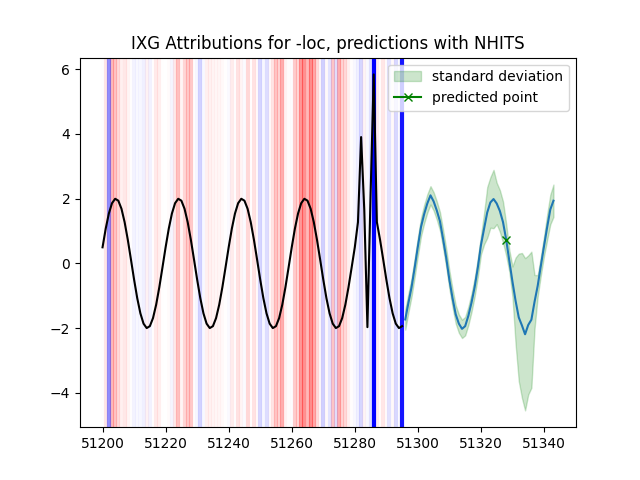 IXG Attributions for -loc, predictions with NHITS
standard deviation
predicted point
6
4
2
0
−2
−4
51200 51220 51240 51260 51280 51300 51320 51340